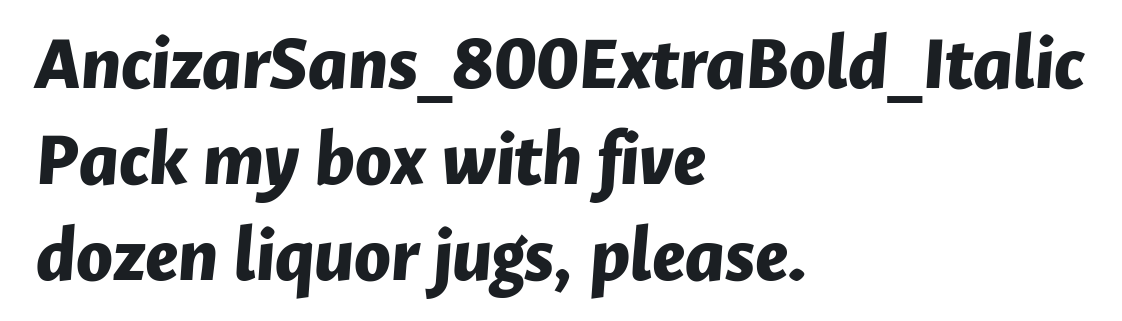 AncizarSans_800ExtraBold_Italic
Pack my box with five
dozen liquor jugs, please.